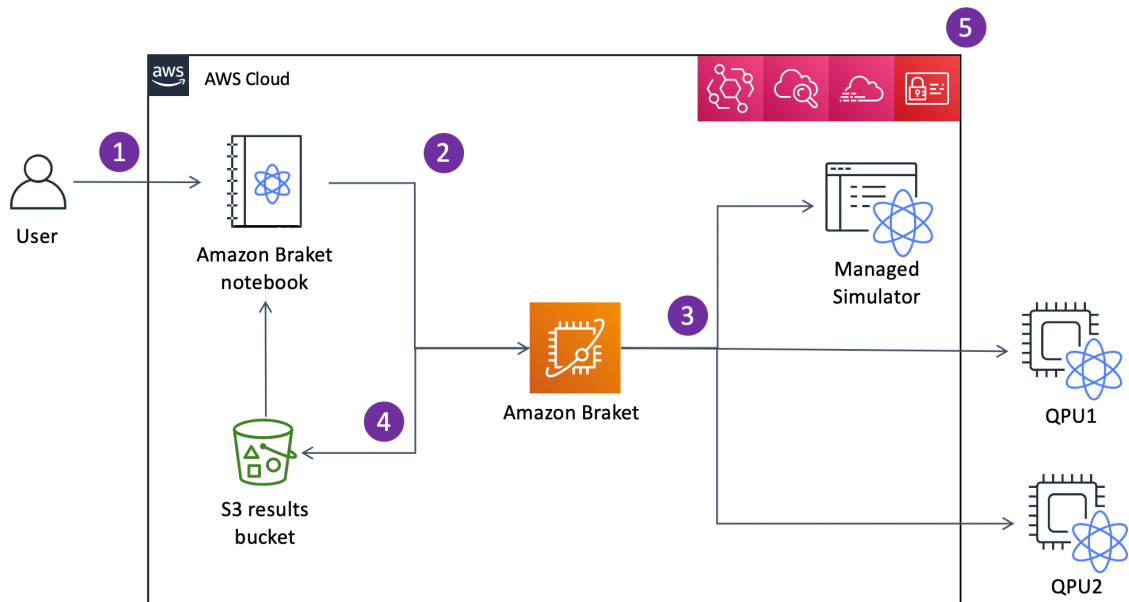 5
aws
AWS Cloud
1
2
User
Amazon Braket
notebook
Managed
Simulator
3
Amazon Braket
QPU1
4
S3 results
bucket
QPU2